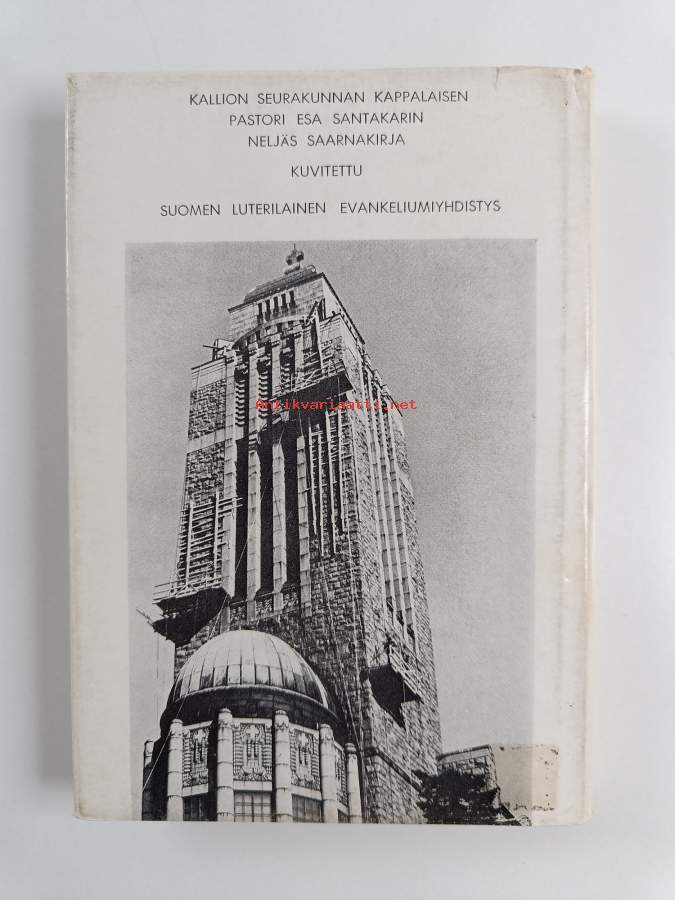 KALLION SEURAKUNNAN KAPPALAISEN
PASTORI ESA SANTAKARIN
NELJÄS SAARNAKIRJA
KUVITETTU
SUOMEN LUTERILAINEN EVANKELIUMIYHDISTYS
Antikvariaatti.net